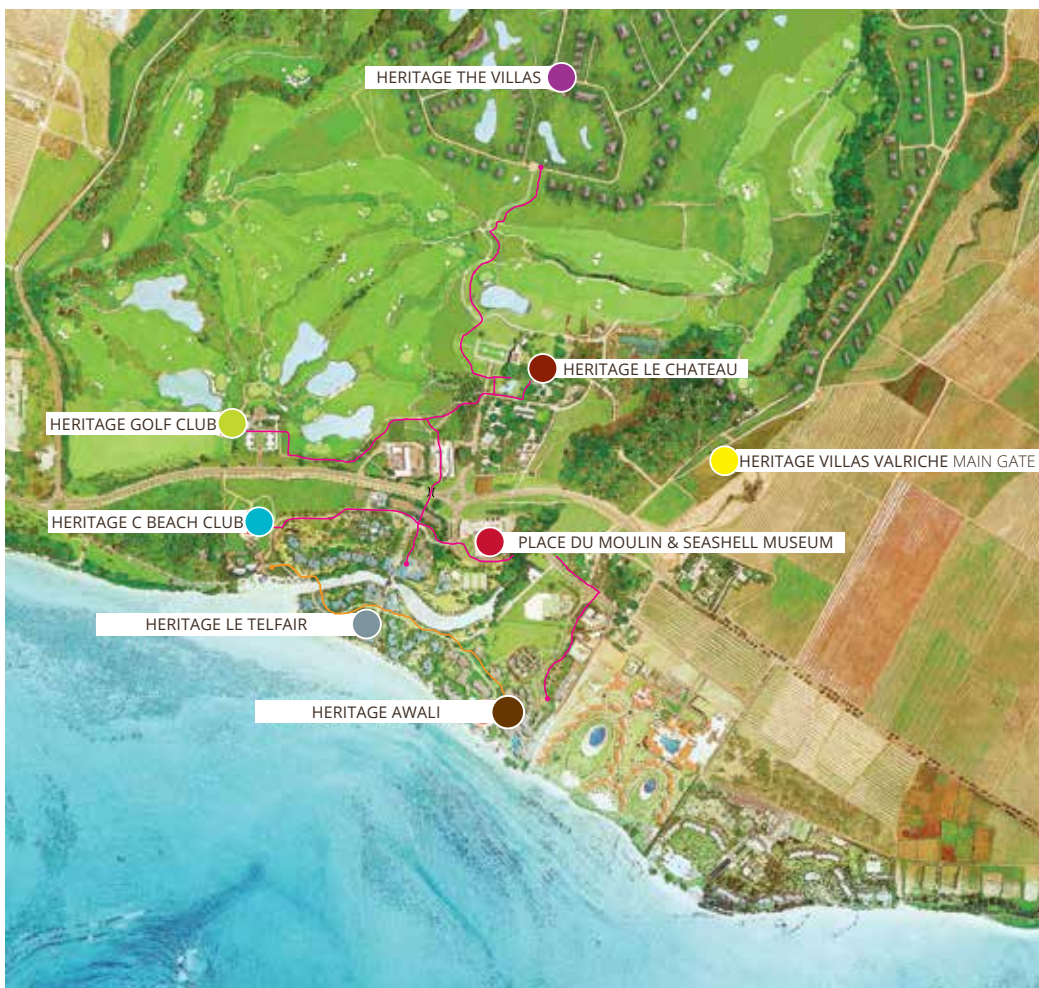 HERITAGE THE VILLAS
HERITAGE LE CHATEAU
HERITAGE GOLF CLUB
HERITAGE VILLAS VALRICHE MAIN GATE
HERITAGE C BEACH CLUB
PLACE DU MOULIN & SEASHELL MUSEUM
HERITAGE LE TELFAIR
HERITAGE AWALI